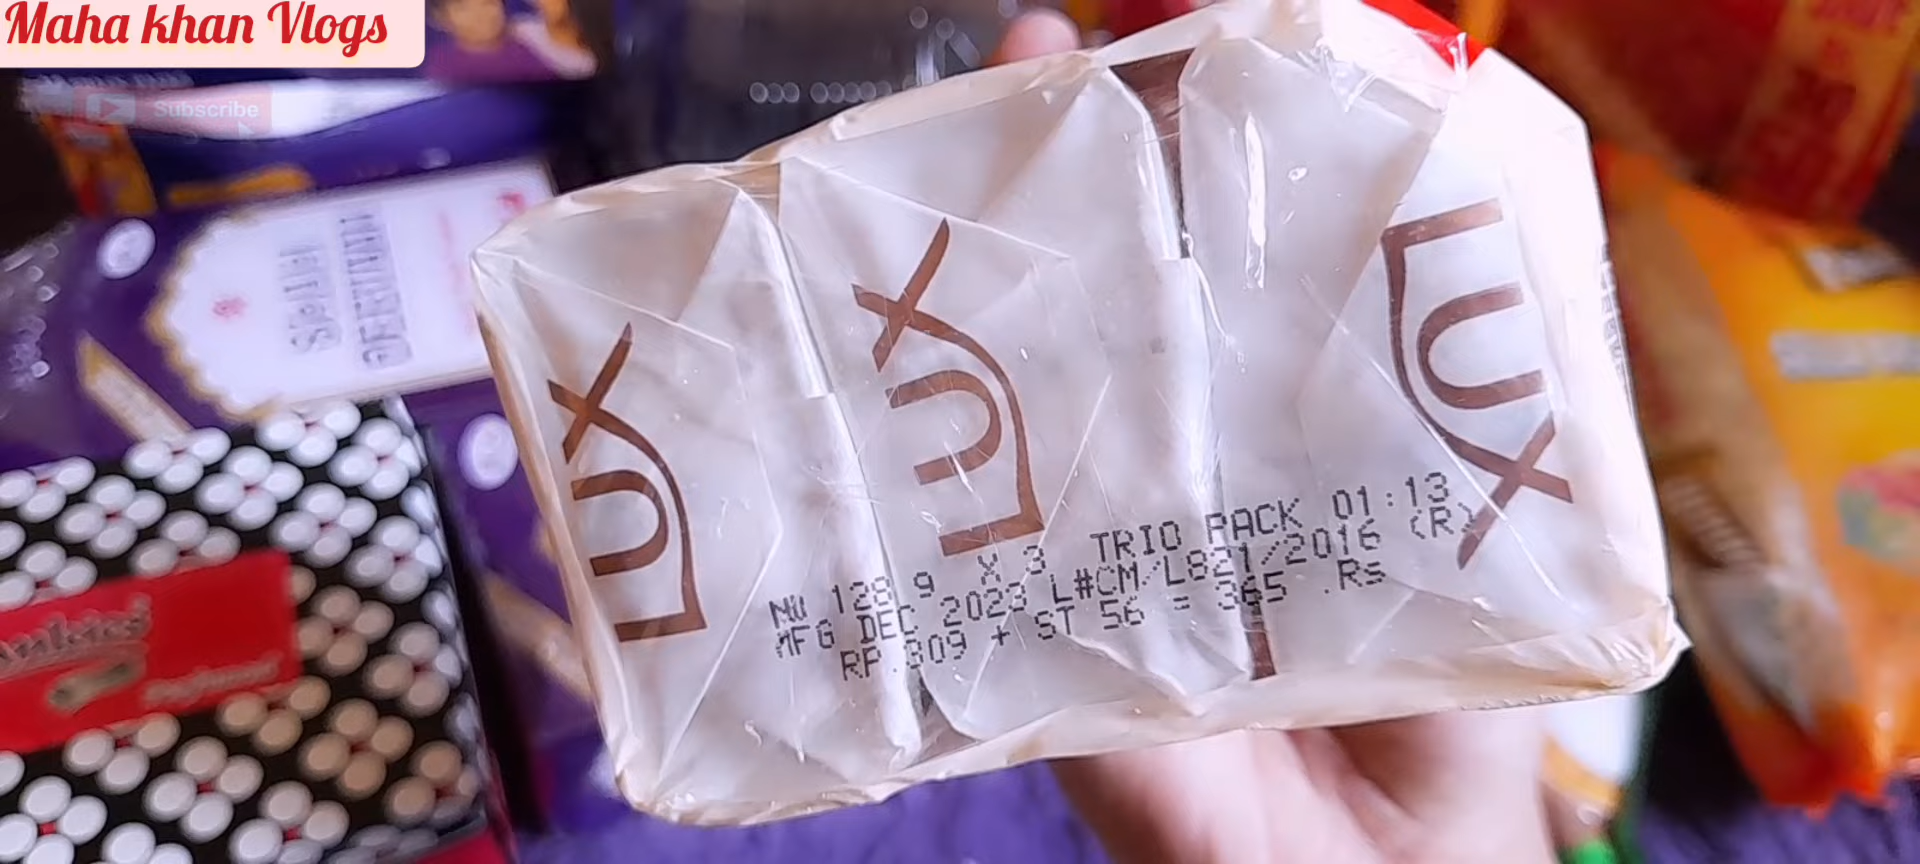 Maha khan Vlogs
Subscribe
LUX
LUX
LUX
NW 128 g X 3 TRIO PACK 01:13
MFG DEC 2023 L#CM/L821/2016 (R)
RP.309 + ST 56 = 365 .Rs